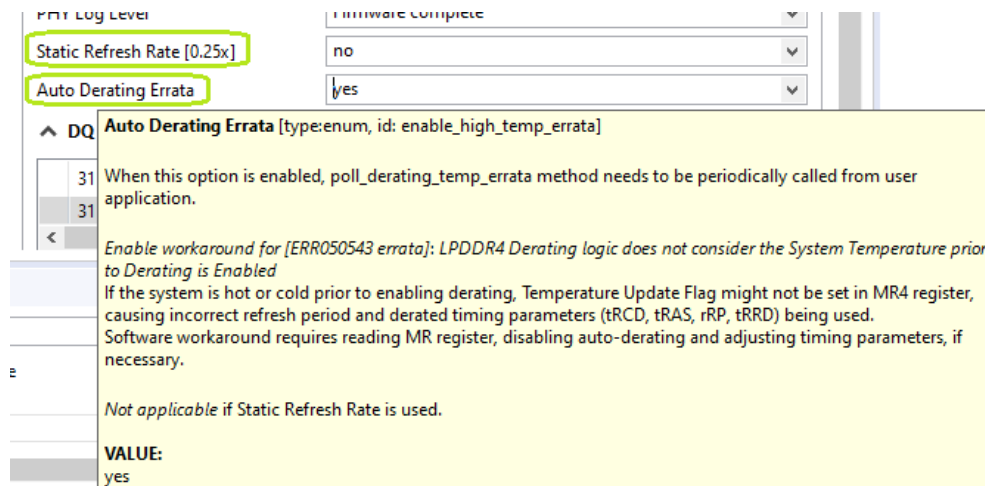 PHY Log Level Firmware complete
Static Refresh Rate [0.25x] no
Auto Derating Errata yes
DQ
31
31
Auto Derating Errata [type:enum, id: enable_high_temp_errata]
When this option is enabled, poll_derating_temp_errata method needs to be periodically called from user
application.
Enable workaround for [ERR050543 errata]: LPDDR4 Derating logic does not consider the System Temperature prior
to Derating is Enabled
If the system is hot or cold prior to enabling derating, Temperature Update Flag might not be set in MR4 register,
causing incorrect refresh period and derated timing parameters (tRCD, tRAS, rRP, tRRD) being used.
Software workaround requires reading MR register, disabling auto-derating and adjusting timing parameters, if
necessary.
Not applicable if Static Refresh Rate is used.
VALUE:
yes
e